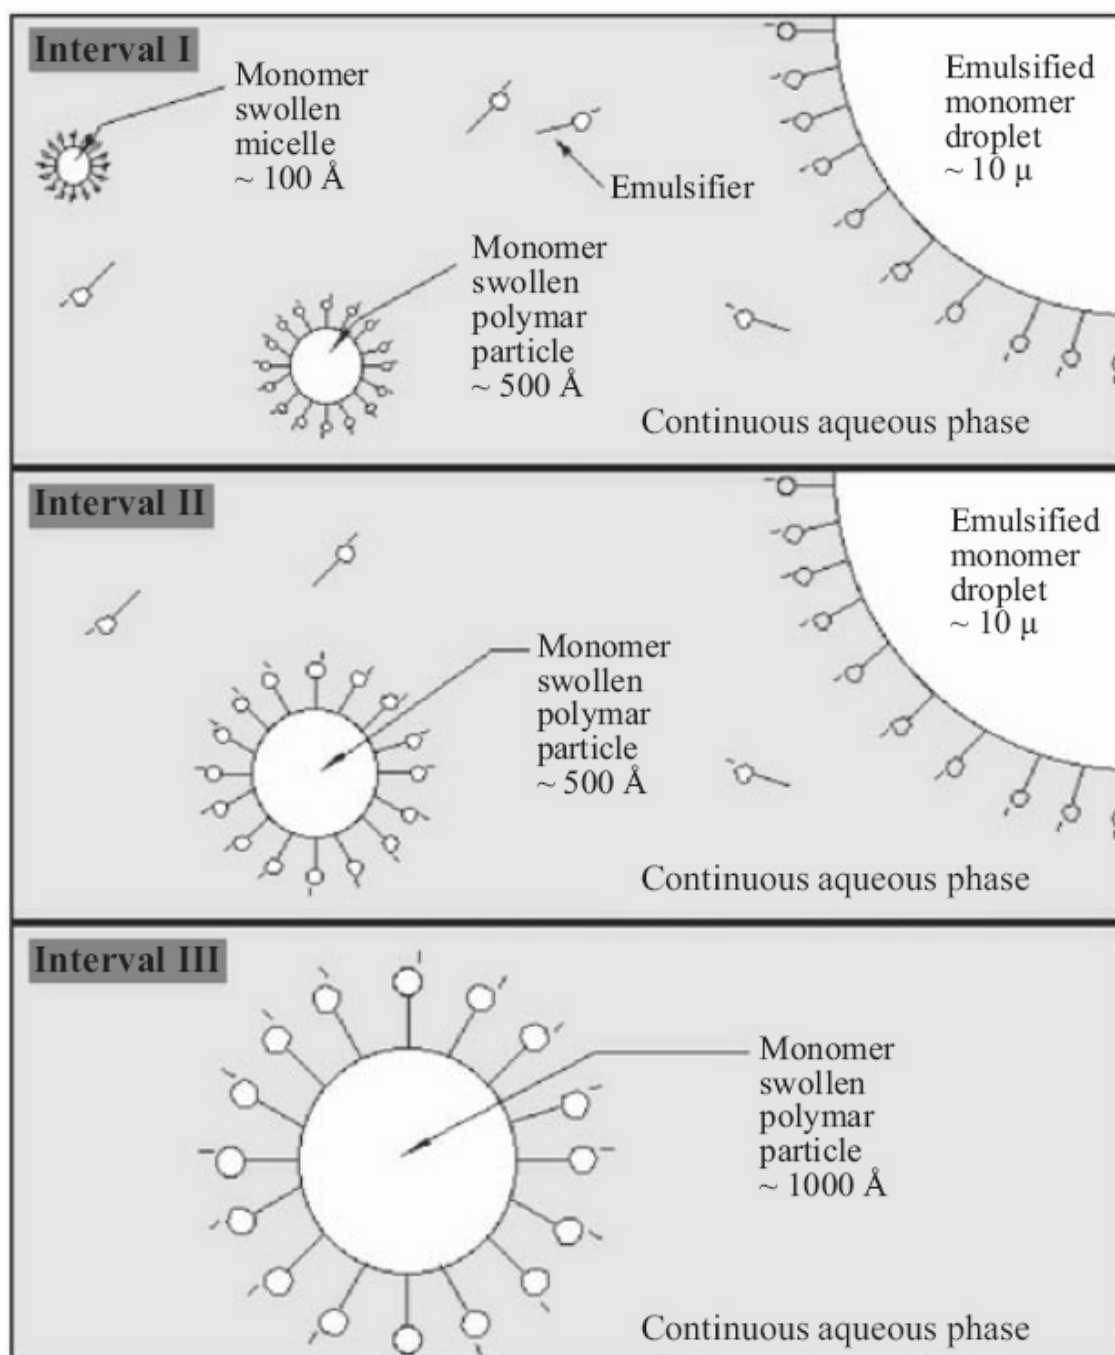 Interval I
Monomer
swollen
micelle
~ 100 Å
Emulsifier
Monomer
swollen
polymar
particle
~ 500 Å
Emulsified
monomer
droplet
~ 10 μ
Continuous aqueous phase
Interval II
Monomer
swollen
polymar
particle
~ 500 Å
Emulsified
monomer
droplet
~ 10 μ
Continuous aqueous phase
Interval III
Monomer
swollen
polymar
particle
~ 1000 Å
Continuous aqueous phase